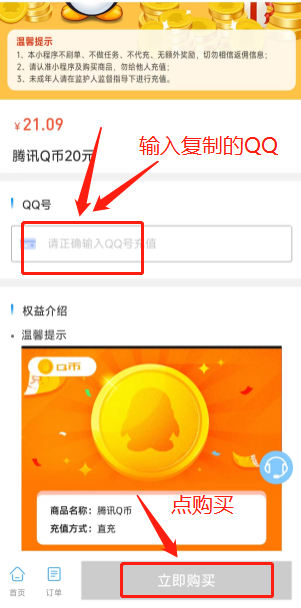 温馨提示
1、本小程序不刷单、不做任务、不代充、无额外奖励，切勿相信返佣信息；
2、请认准小程序及购买商品，勿给他人充值；
3、未成年人请在监护人监督指导下进行充值。
￥21.09
腾讯Q币20元
输入复制的QQ
QQ号
请正确输入QQ号充值
权益介绍
• 温馨提示
Q币
商品名称：腾讯Q币
充值方式：直充
点购买
首页
订单
立即购买